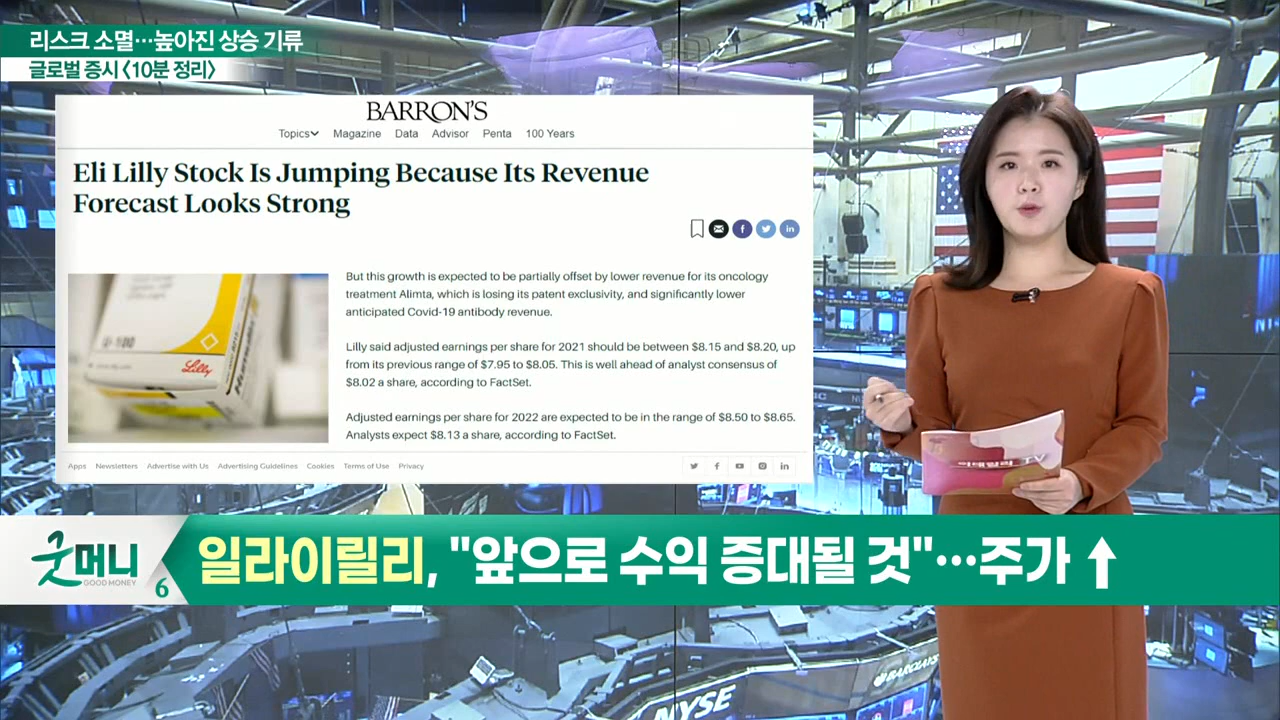 리스크 소멸…높아진 상승 기류
글로벌 증시 <10분 정리>
BARRON'S
Topics Magazine Data Advisor Penta 100 Years
Eli Lilly Stock Is Jumping Because Its Revenue
Forecast Looks Strong
But this growth is expected to be partially offset by lower revenue for its oncology
treatment Alimta, which is losing its patent exclusivity, and significantly lower
anticipated Covid-19 antibody revenue.
Lilly said adjusted earnings per share for 2021 should be between $8.15 and $8.20, up
from its previous range of $7.95 to $8.05. This is well ahead of analyst consensus of
$8.02 a share, according to FactSet.
Adjusted earnings per share for 2022 are expected to be in the range of $8.50 to $8.65.
Analysts expect $8.13 a share, according to FactSet.
Lilly
Apps Newsletters Advertise with Us Advertising Guidelines Cookies Terms of Use Privacy
굿머니
GOOD MONEY
6
일라이릴리, "앞으로 수익 증대될 것"…주가 ↑
BARCLAYS
NYSE